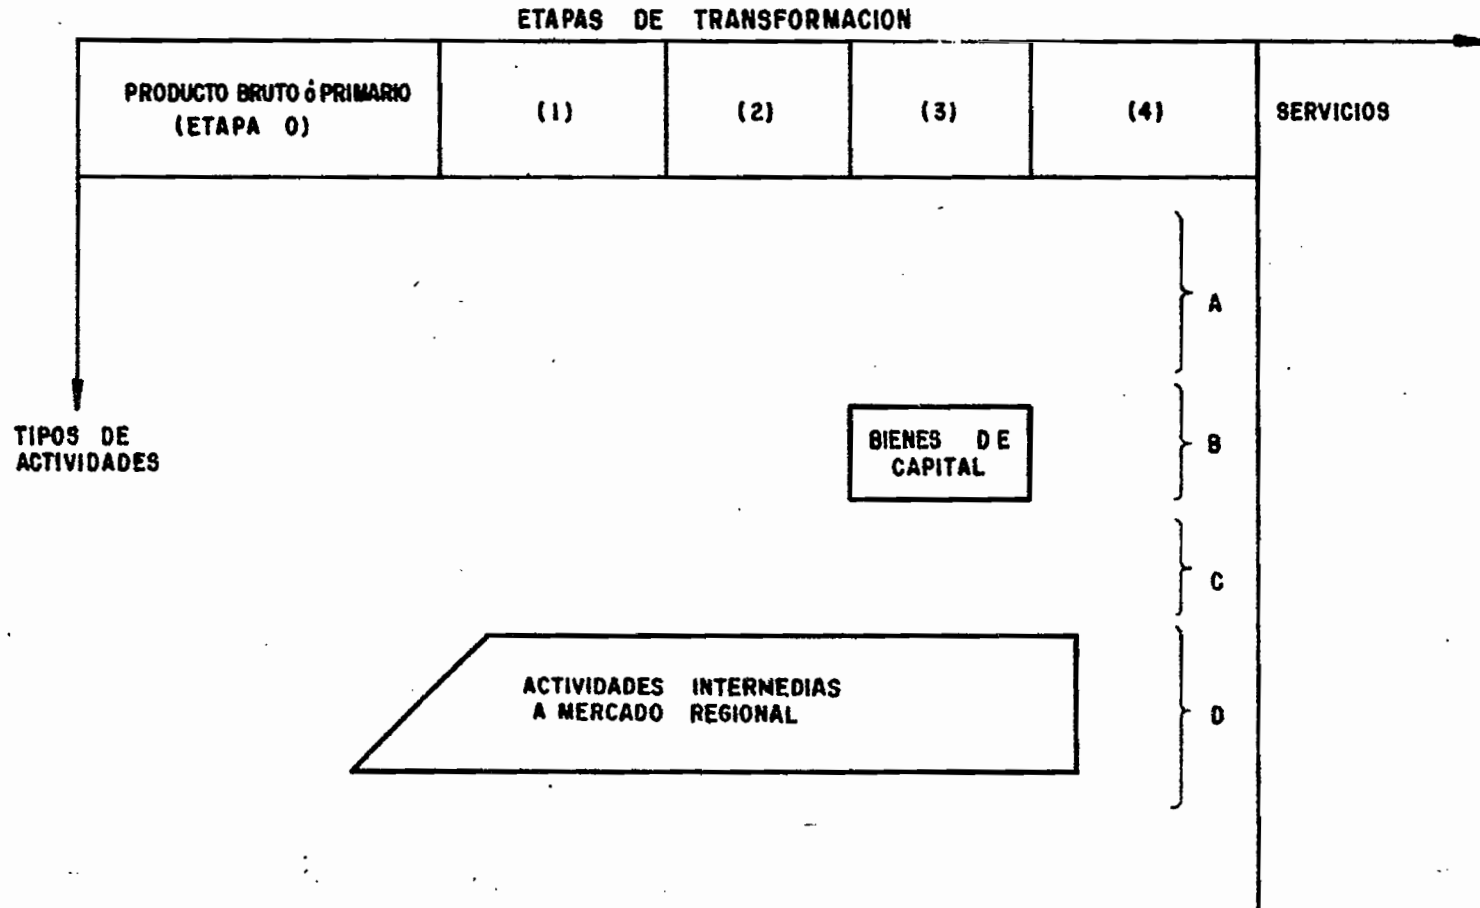 ETAPAS DE TRANSFORMACION
PRODUCTO BRUTO ó PRIMARIO
(ETAPA 0)
(1)
(2)
(3)
(4)
SERVICIOS
A
TIPOS DE
ACTIVIDADES
BIENES DE
CAPITAL
B
C
ACTIVIDADES INTERMEDIAS
A MERCADO REGIONAL
D